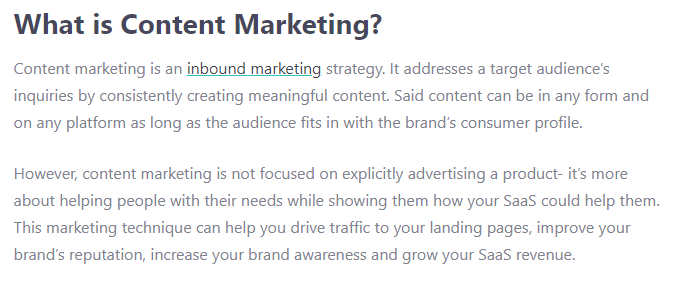 What is Content Marketing?
Content marketing is an inbound marketing strategy. It addresses a target audience’s
inquiries by consistently creating meaningful content. Said content can be in any form and
on any platform as long as the audience fits in with the brand’s consumer profile.
However, content marketing is not focused on explicitly advertising a product- it’s more
about helping people with their needs while showing them how your SaaS could help them.
This marketing technique can help you drive traffic to your landing pages, improve your
brand’s reputation, increase your brand awareness and grow your SaaS revenue.